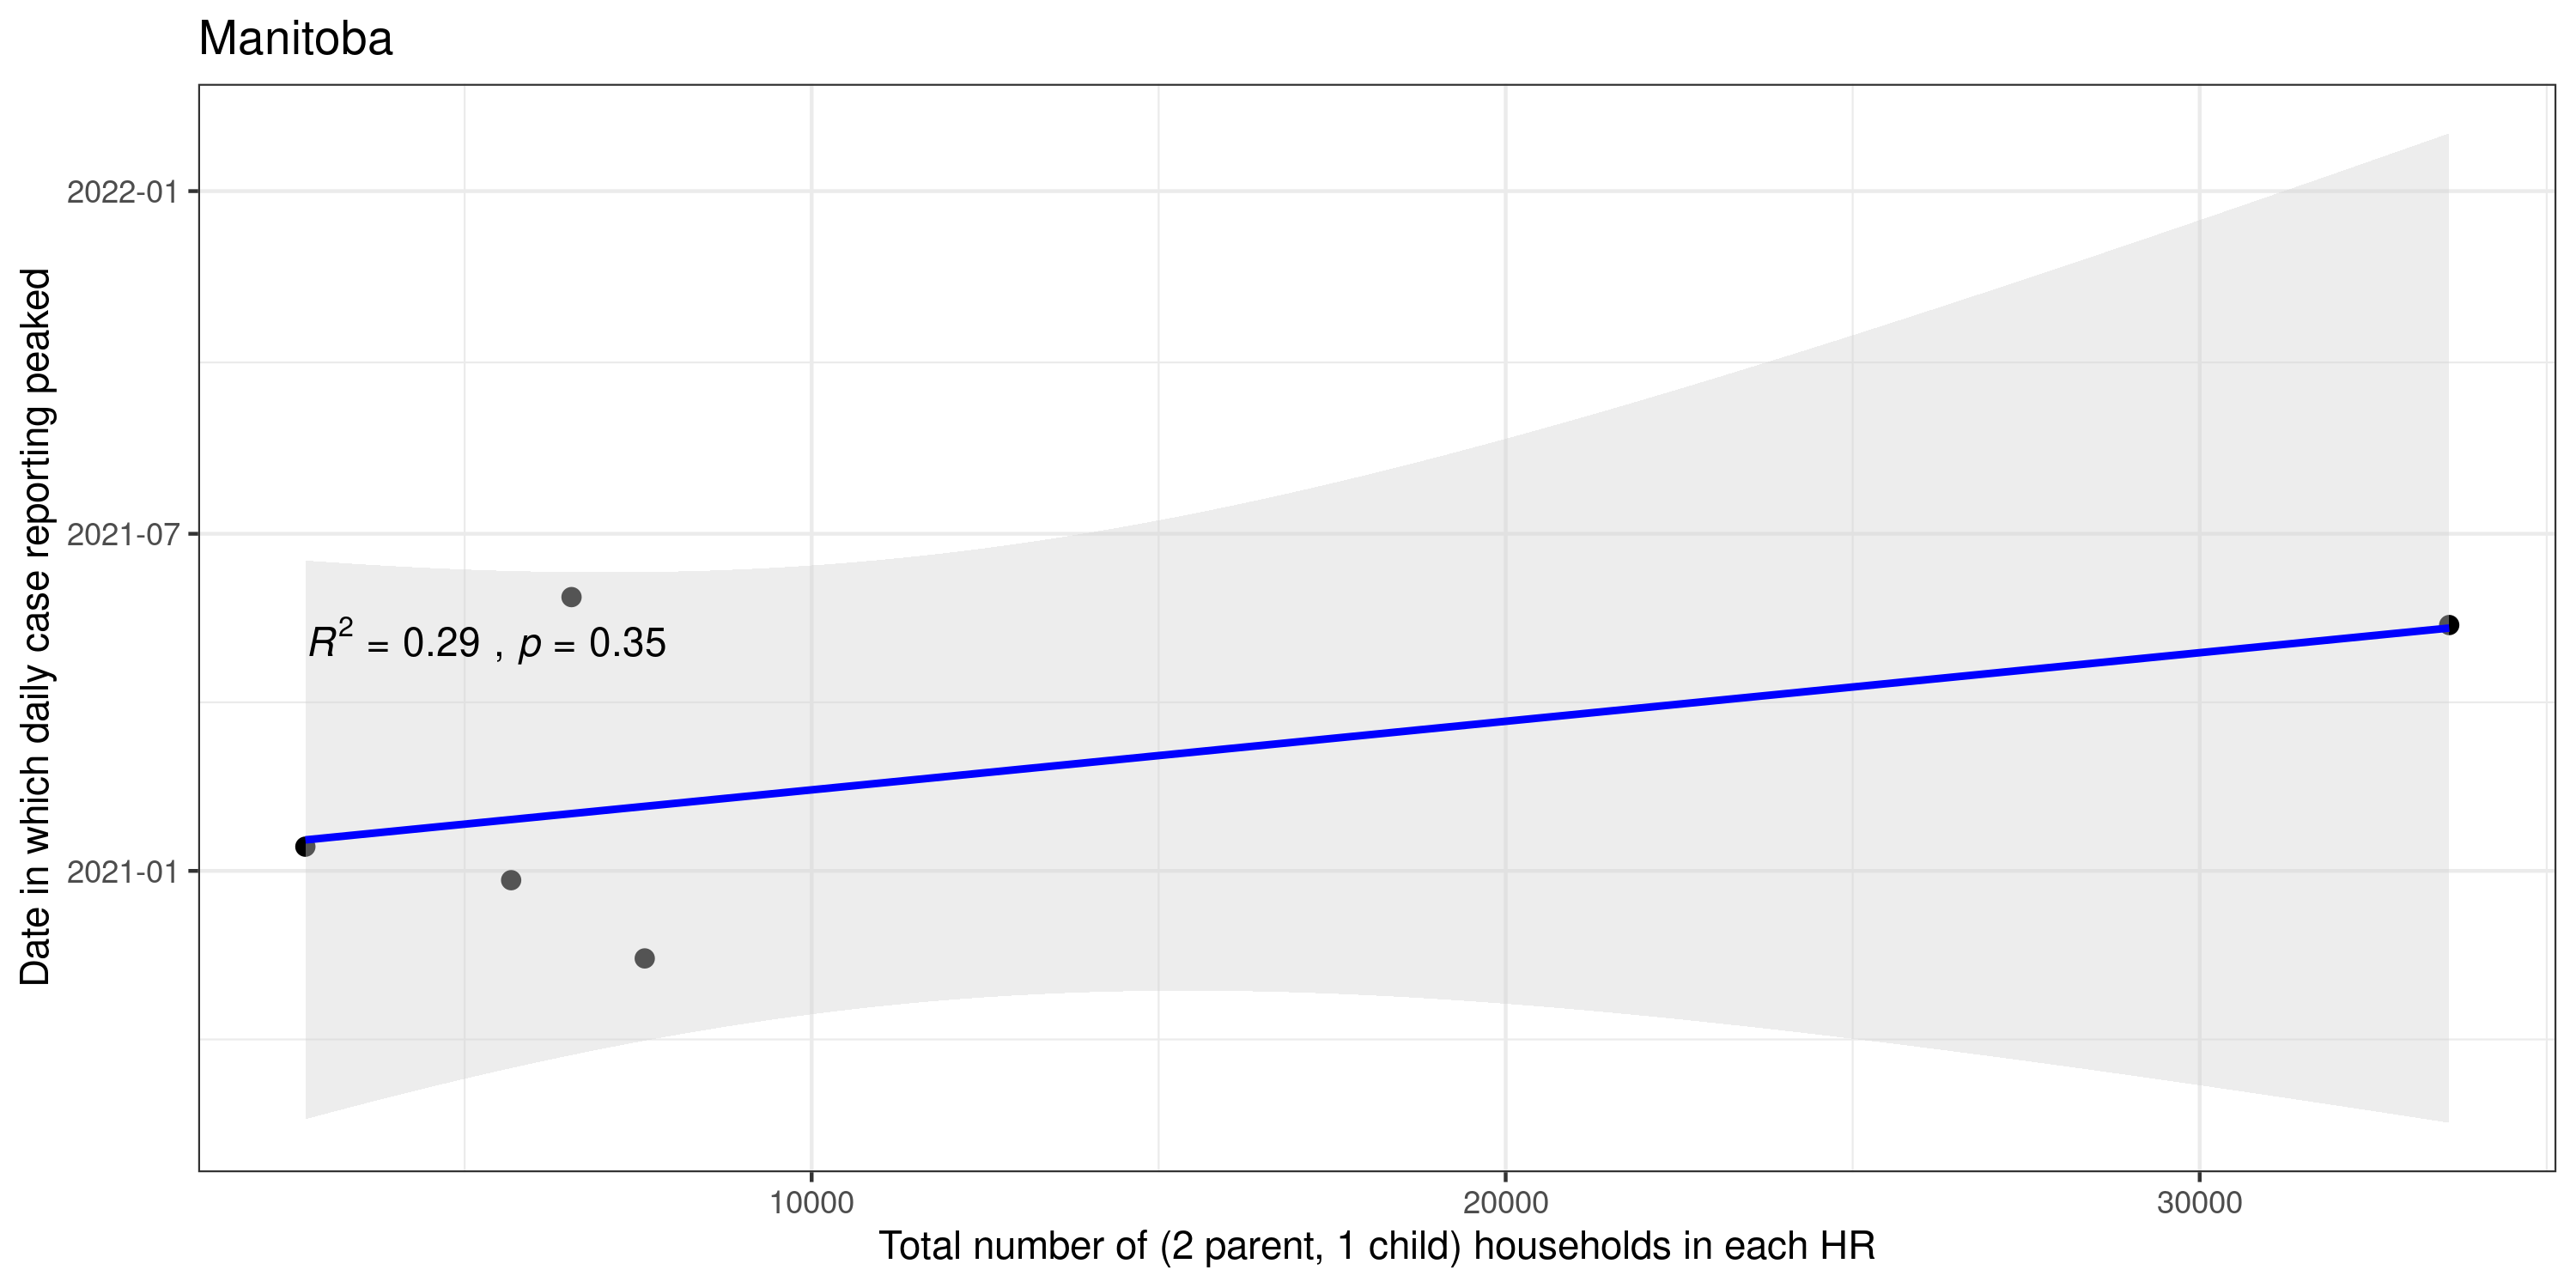 Manitoba
Date in which daily case reporting peaked
2022-01
2021-07
2021-01
R² = 0.29 , p = 0.35
10000
20000
30000
Total number of (2 parent, 1 child) households in each HR